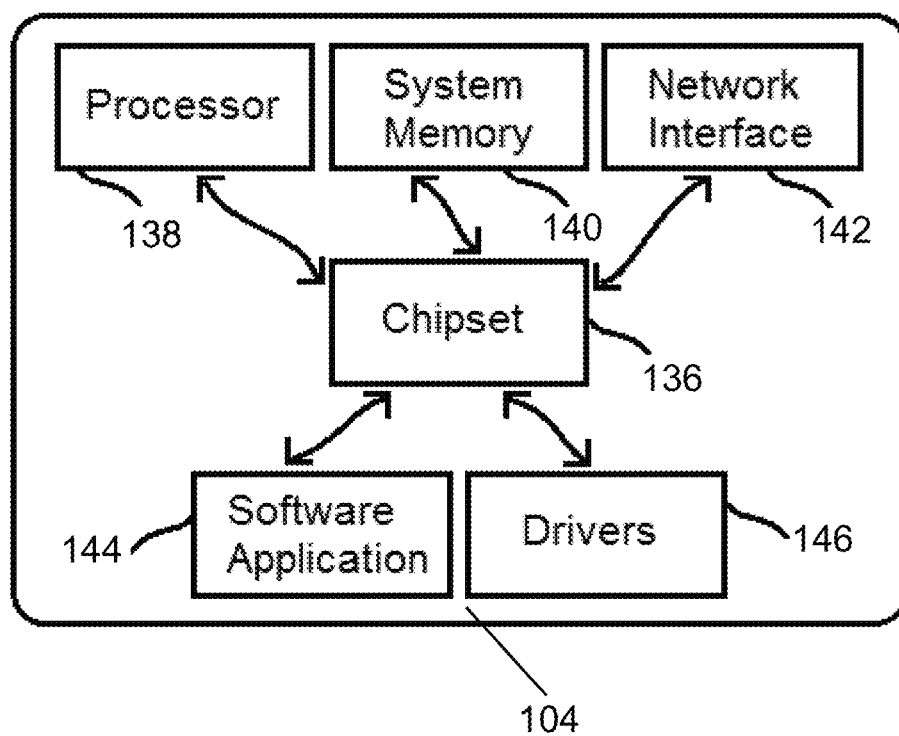 Processor
System
Memory
Network
Interface
138
140
142
Chipset
136
144
Software
Application
Drivers
146
104